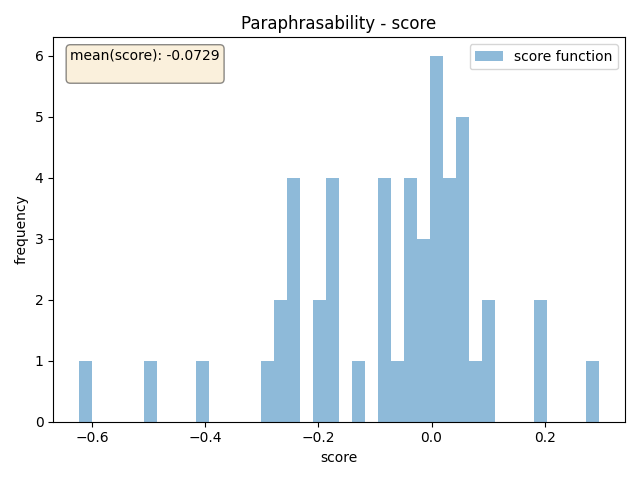 Paraphrasability - score
mean(score): -0.0729
score function
6
5
4
3
2
1
0
frequency
−0.6
−0.4
−0.2
0.0
0.2
score